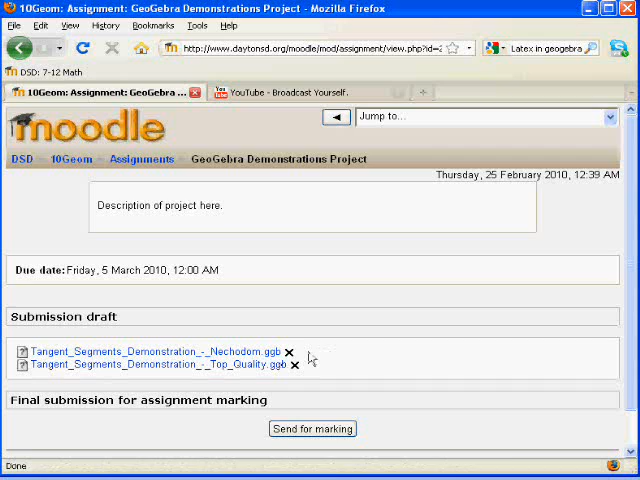 10Geom: Assignment: GeoGebra Demonstrations Project - Mozilla Firefox
File Edit View History Bookmarks Tools Help
http://www.daytonsd.org/moodle/mod/assignment/view.php?id=2
Latex in geogebra
DSD: 7-12 Math
10Geom: Assignment: GeoGebra ...
YouTube - Broadcast Yourself.
moodle
Jump to...
DSD 10Geom Assignments GeoGebra Demonstrations Project
Thursday, 25 February 2010, 12:39 AM
Description of project here.
Due date: Friday, 5 March 2010, 12:00 AM
Submission draft
Tangent_Segments_Demonstration_-_Nechodom.ggb
Tangent_Segments_Demonstration_-_Top_Quality.ggb
Final submission for assignment marking
Send for marking
Done